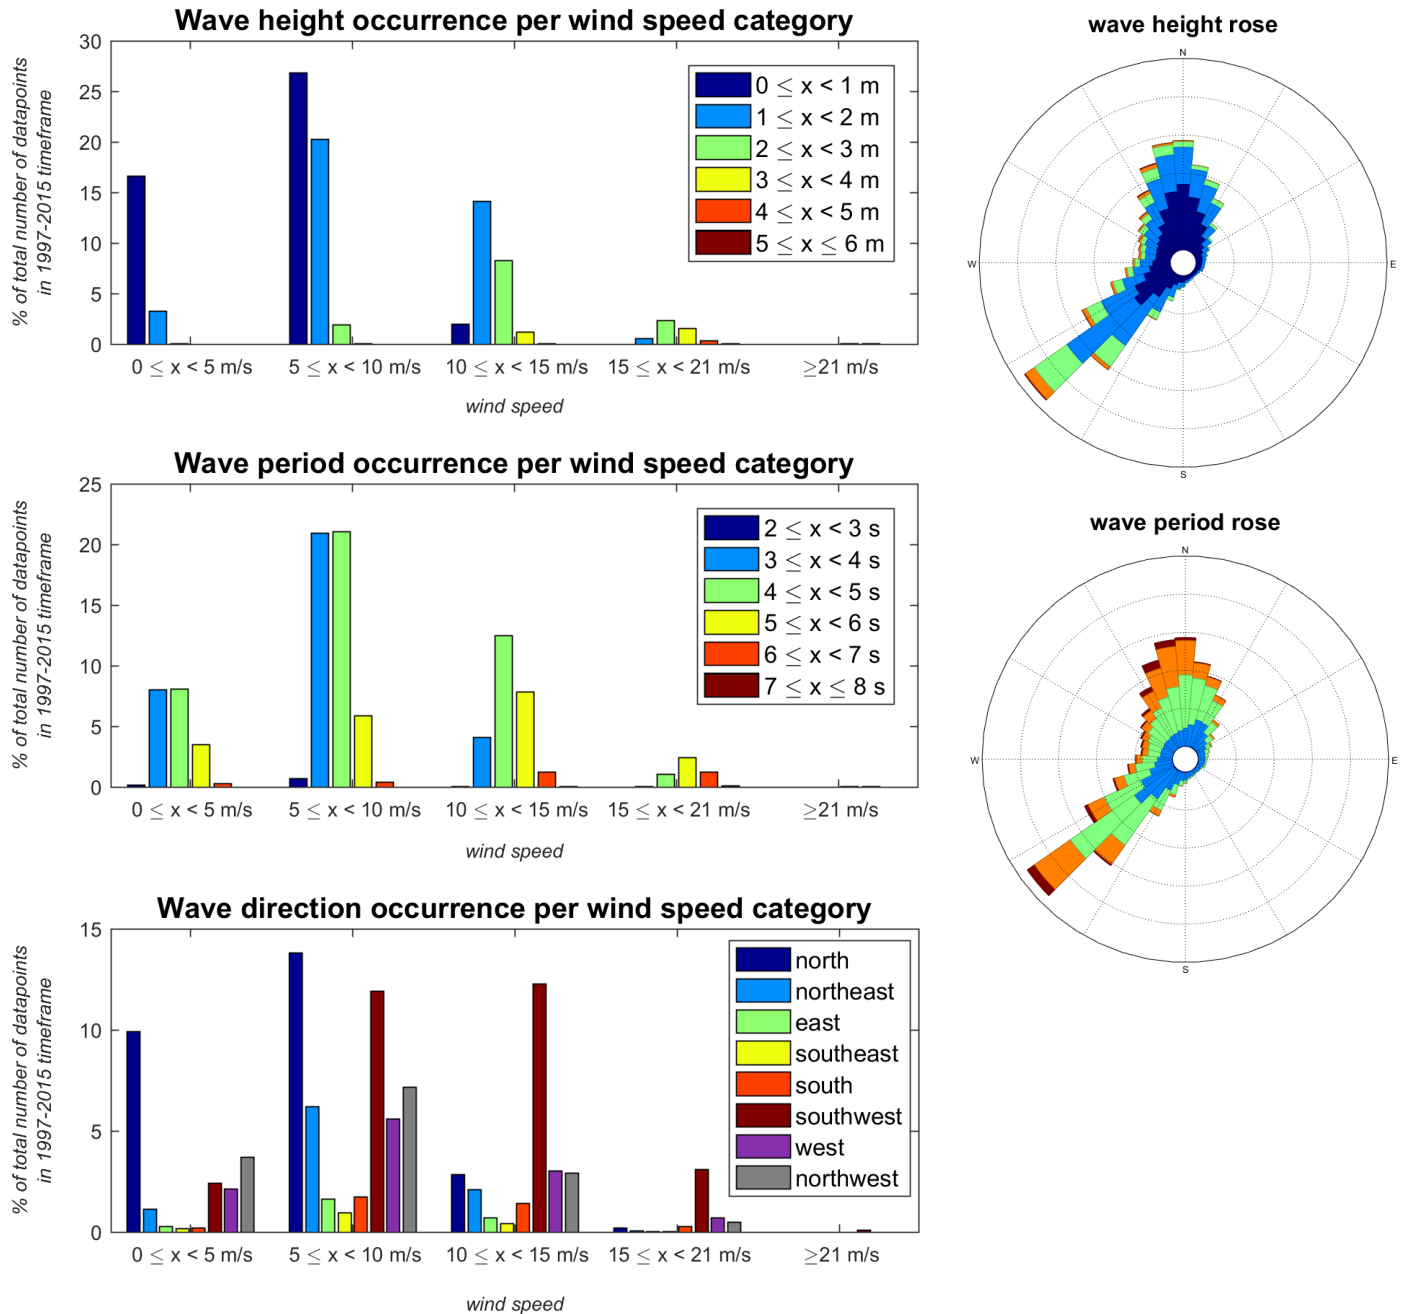 Wave height occurrence per wind speed category
% of total number of datapoints
in 1997-2015 timeframe
30
25
20
15
10
5
0
0 ≤ x < 1 m
1 ≤ x < 2 m
2 ≤ x < 3 m
3 ≤ x < 4 m
4 ≤ x < 5 m
5 ≤ x ≤ 6 m
0 ≤ x < 5 m/s
5 ≤ x < 10 m/s
10 ≤ x < 15 m/s
15 ≤ x < 21 m/s
≥21 m/s
wind speed
wave height rose
N
W
E
S
Wave period occurrence per wind speed category
% of total number of datapoints
in 1997-2015 timeframe
25
20
15
10
5
0
2 ≤ x < 3 s
3 ≤ x < 4 s
4 ≤ x < 5 s
5 ≤ x < 6 s
6 ≤ x < 7 s
7 ≤ x ≤ 8 s
0 ≤ x < 5 m/s
5 ≤ x < 10 m/s
10 ≤ x < 15 m/s
15 ≤ x < 21 m/s
≥21 m/s
wind speed
wave period rose
N
W
E
S
Wave direction occurrence per wind speed category
% of total number of datapoints
in 1997-2015 timeframe
15
10
5
0
north
northeast
east
southeast
south
southwest
west
northwest
0 ≤ x < 5 m/s
5 ≤ x < 10 m/s
10 ≤ x < 15 m/s
15 ≤ x < 21 m/s
≥21 m/s
wind speed